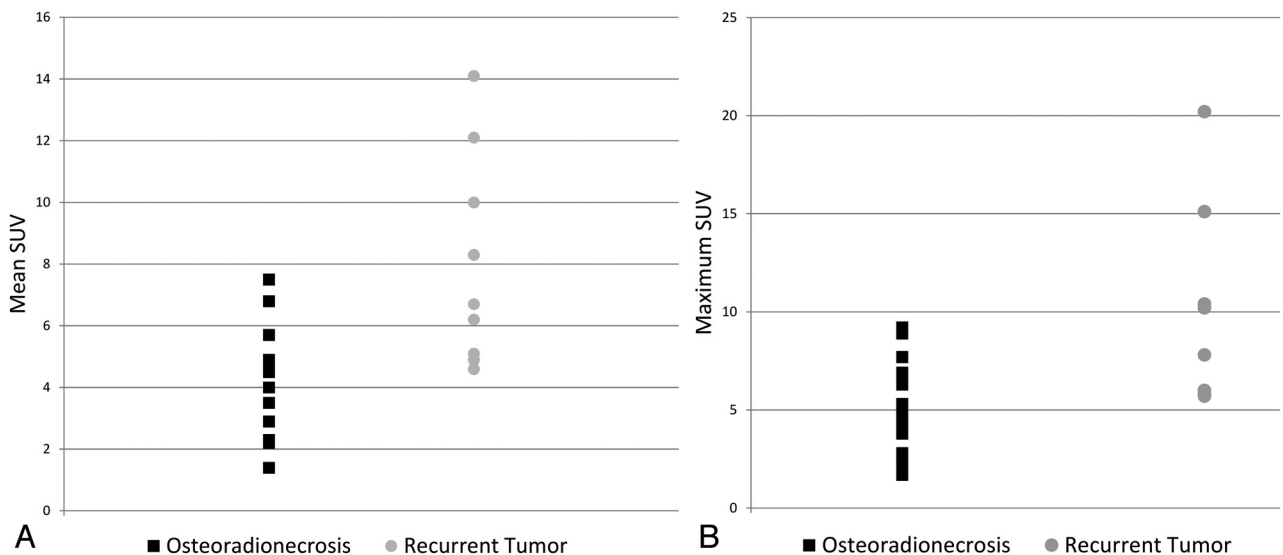 16
14
12
10
8
6
4
2
0
Mean SUV
A
Osteoradionecrosis
Recurrent Tumor
25
20
15
10
5
0
Maximum SUV
B
Osteoradionecrosis
Recurrent Tumor